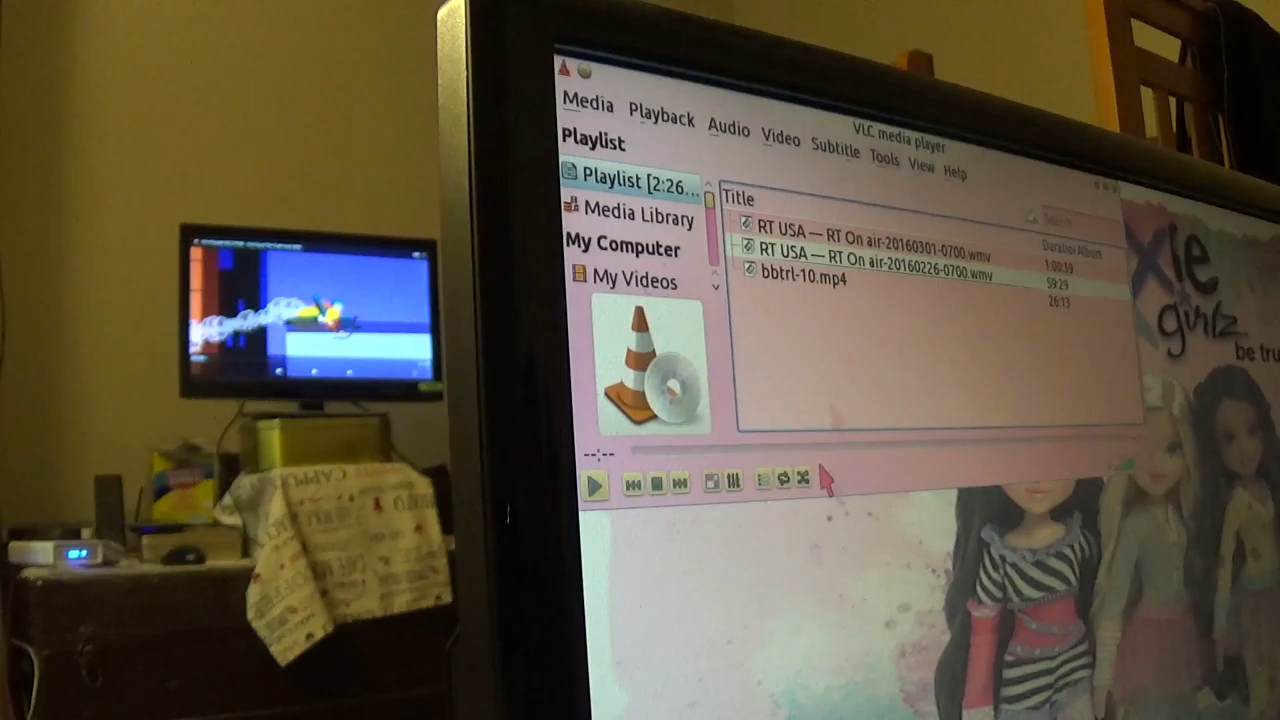 VLC media player
Media Playback Audio Video Subtitle Tools View Help
Playlist
Playlist [2:26...
Media Library
My Computer
My Videos
Title
Duration Album
Search
RT USA — RT On air-20160301-0700.wmv 1:00:39
RT USA — RT On air-20160226-0700.wmv 59:29
bbtrl-10.mp4 26:13
--:--
xie
girlz
be tru